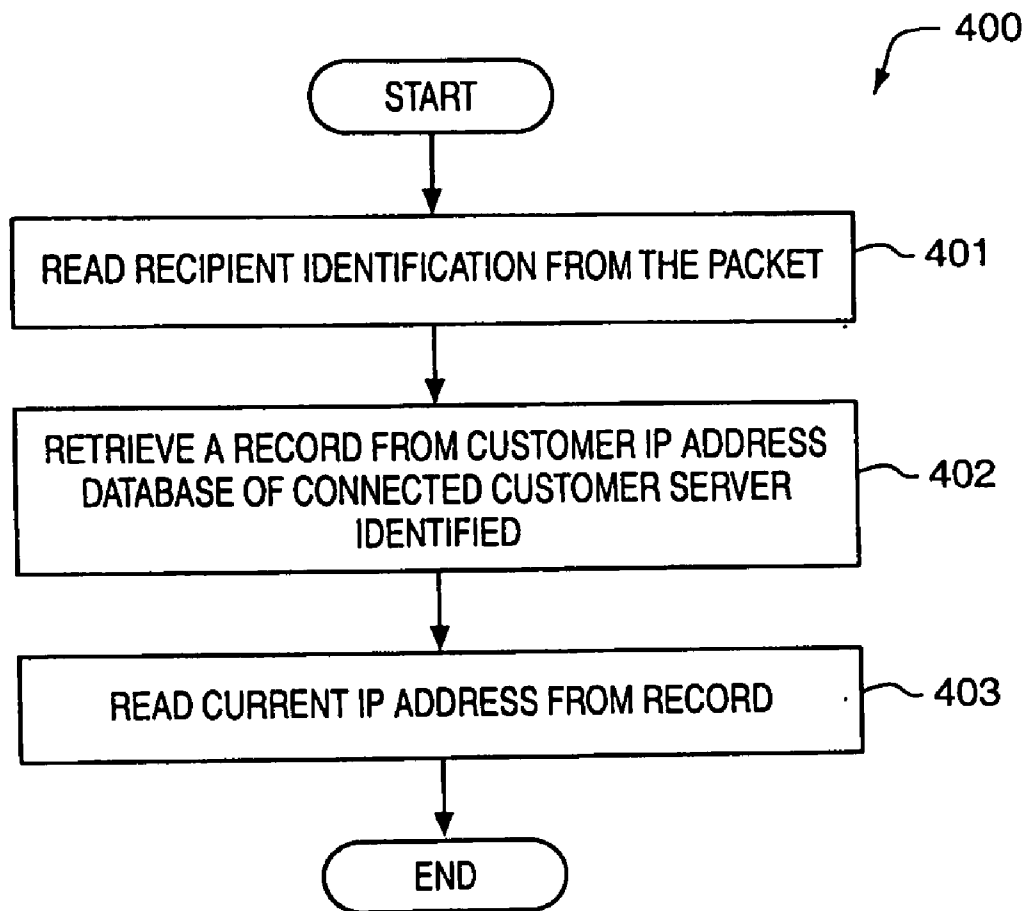 400
START
READ RECIPIENT IDENTIFICATION FROM THE PACKET
401
RETRIEVE A RECORD FROM CUSTOMER IP ADDRESS
DATABASE OF CONNECTED CUSTOMER SERVER
IDENTIFIED
402
READ CURRENT IP ADDRESS FROM RECORD
403
END